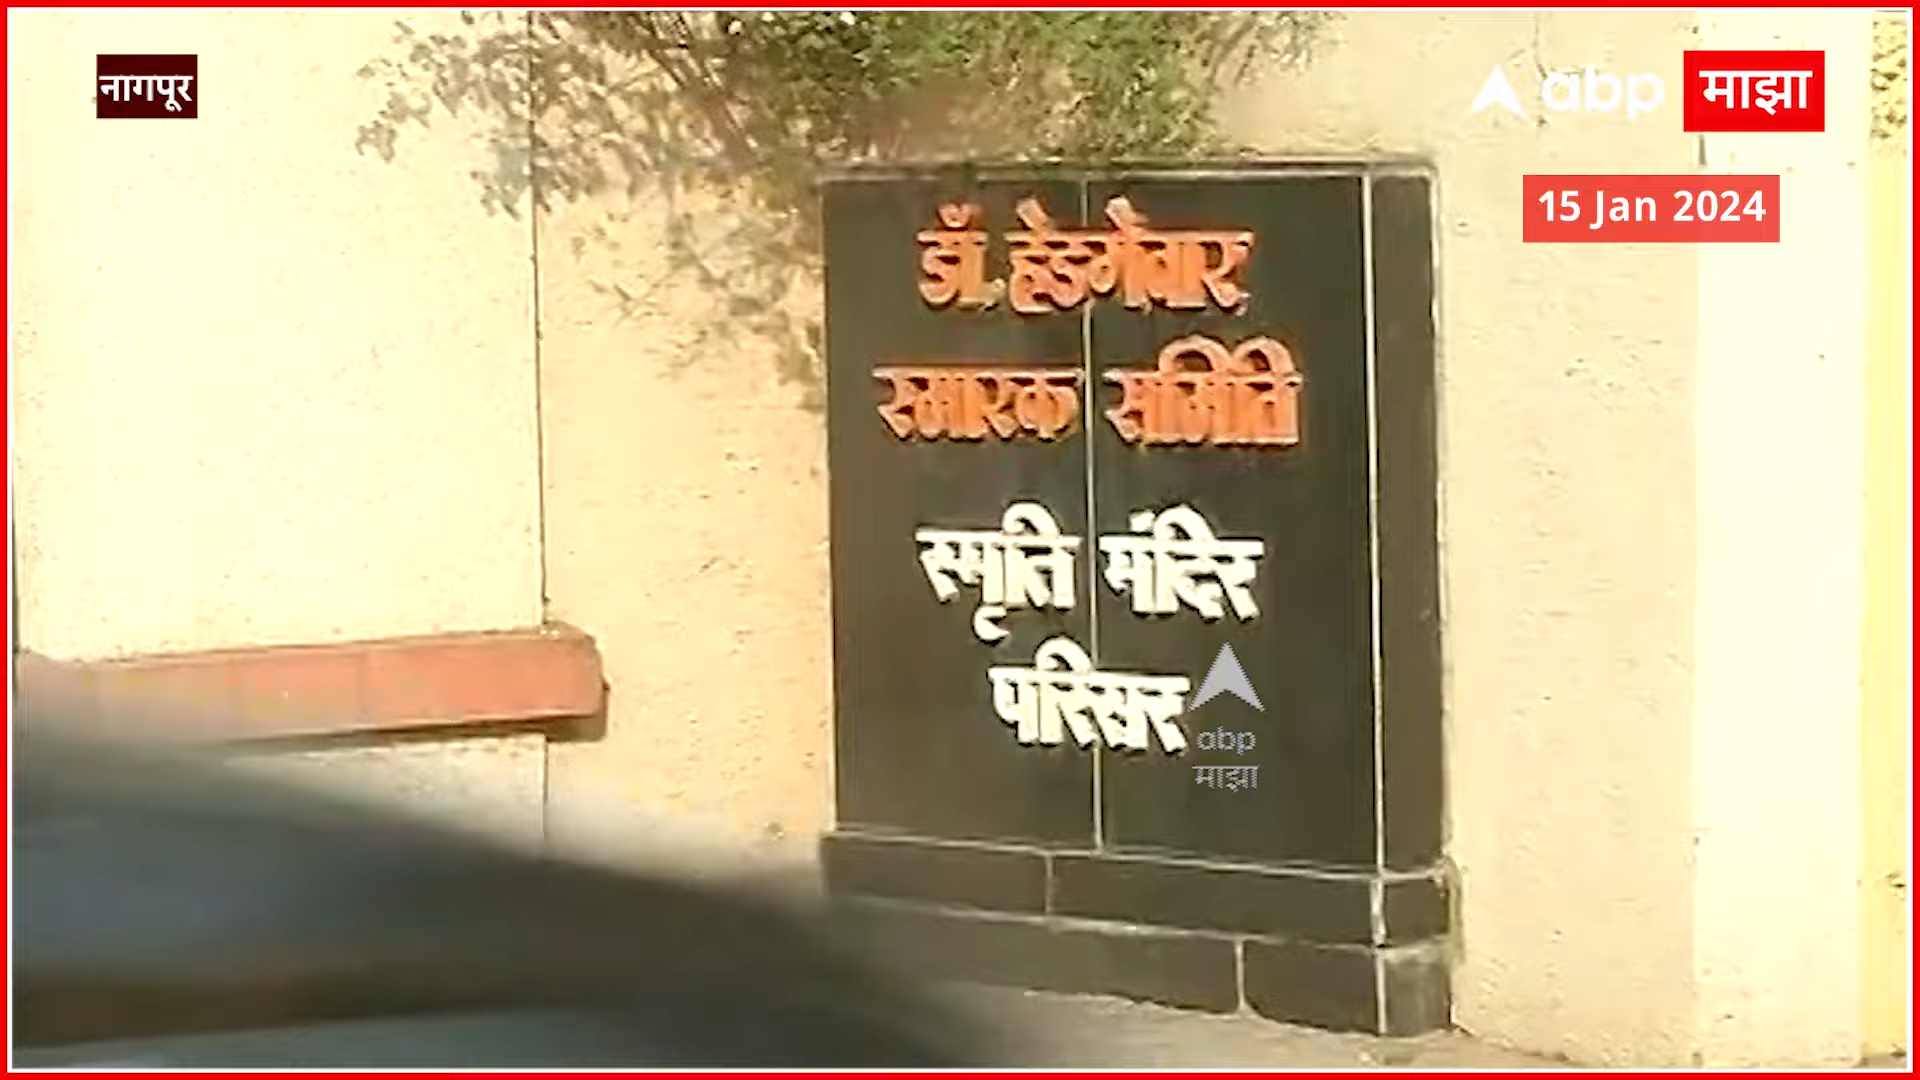 नागपूर
abp माझा
15 Jan 2024
डॉ. हेडगेवार
स्मारक समिति
स्मृति मंदिर
परिसर
abp
माझा